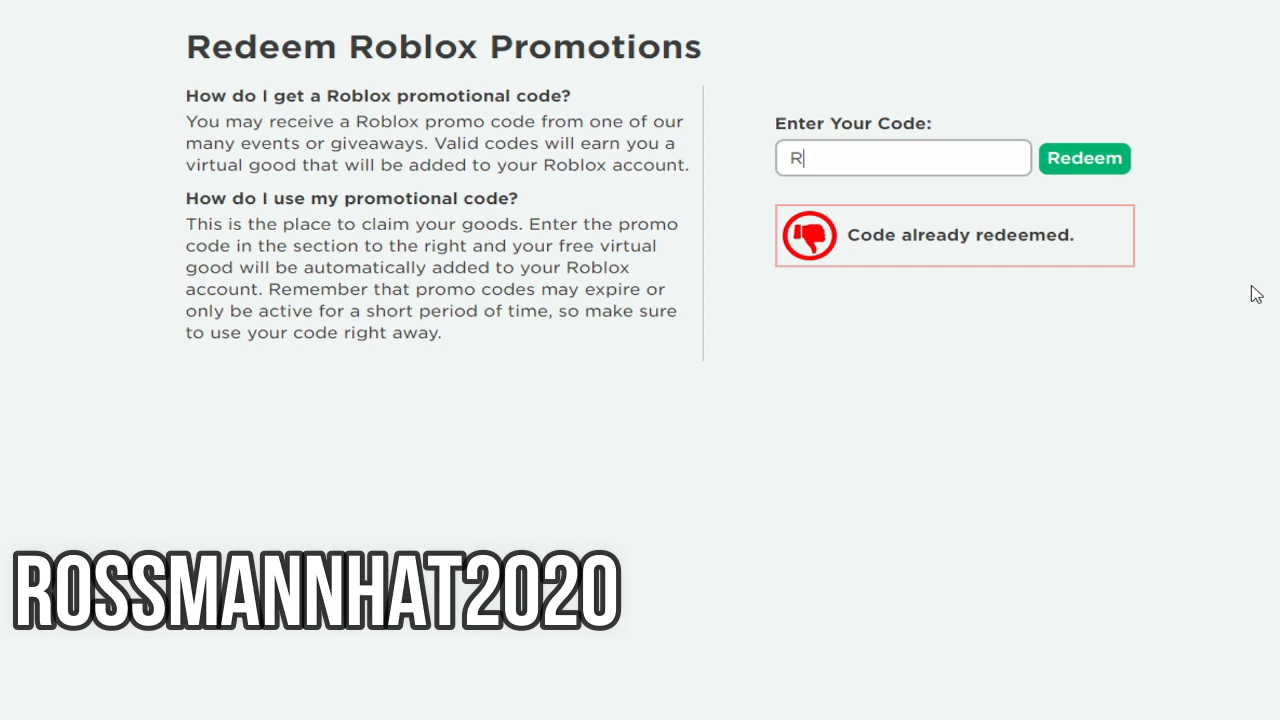 Redeem Roblox Promotions
How do I get a Roblox promotional code?
You may receive a Roblox promo code from one of our
many events or giveaways. Valid codes will earn you a
virtual good that will be added to your Roblox account.
How do I use my promotional code?
This is the place to claim your goods. Enter the promo
code in the section to the right and your free virtual
good will be automatically added to your Roblox
account. Remember that promo codes may expire or
only be active for a short period of time, so make sure
to use your code right away.
Enter Your Code:
R
Redeem
Code already redeemed.
ROSSMANNHAT2020